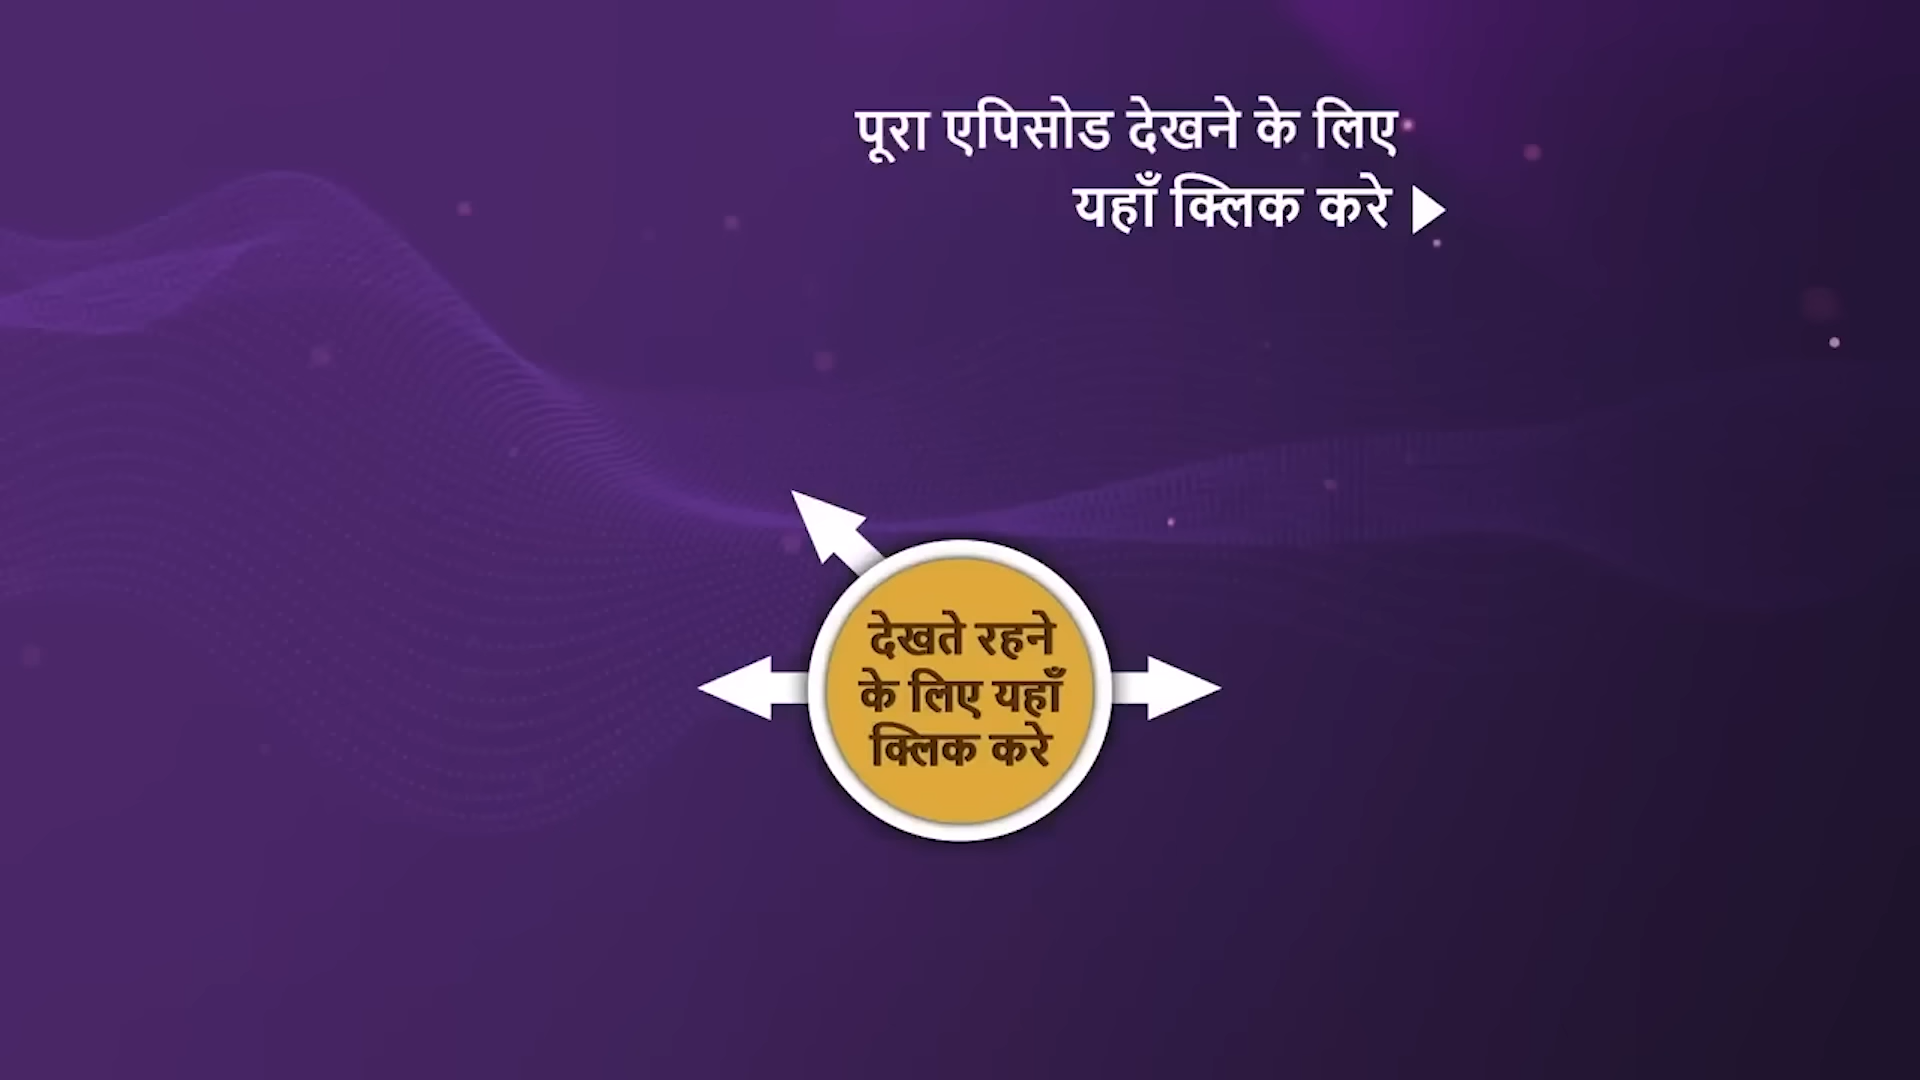 पूरा एपिसोड देखने के लिए
यहाँ क्लिक करे
देखते रहने
के लिए यहाँ
क्लिक करे